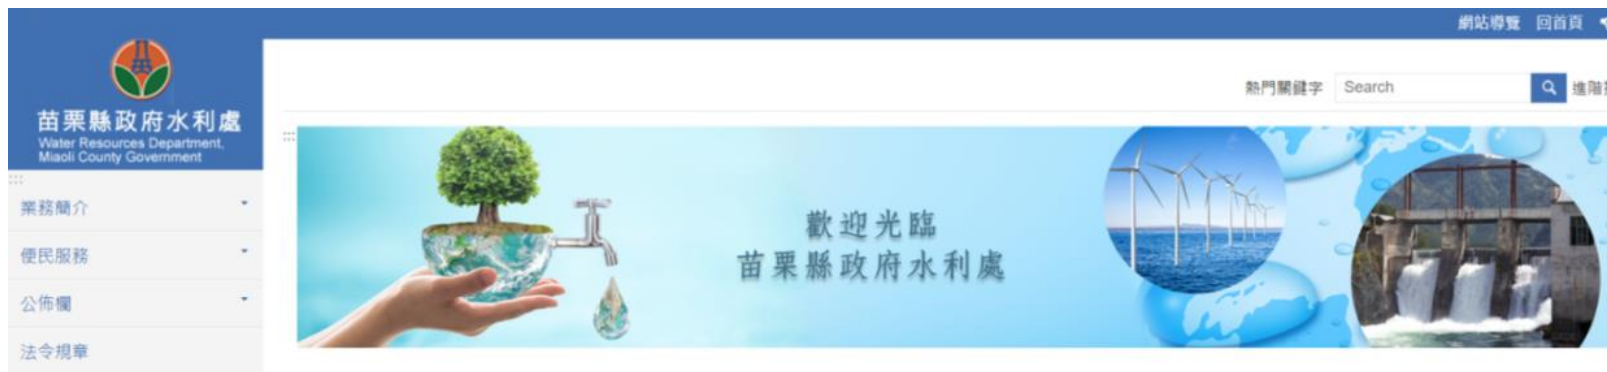 網站導覽 回首頁
熱門關鍵字 Search
苗栗縣政府水利處
Water Resources Department,
Miaoli County Government
業務簡介
便民服務
公佈欄
法令規章
歡迎光臨
苗栗縣政府水利處